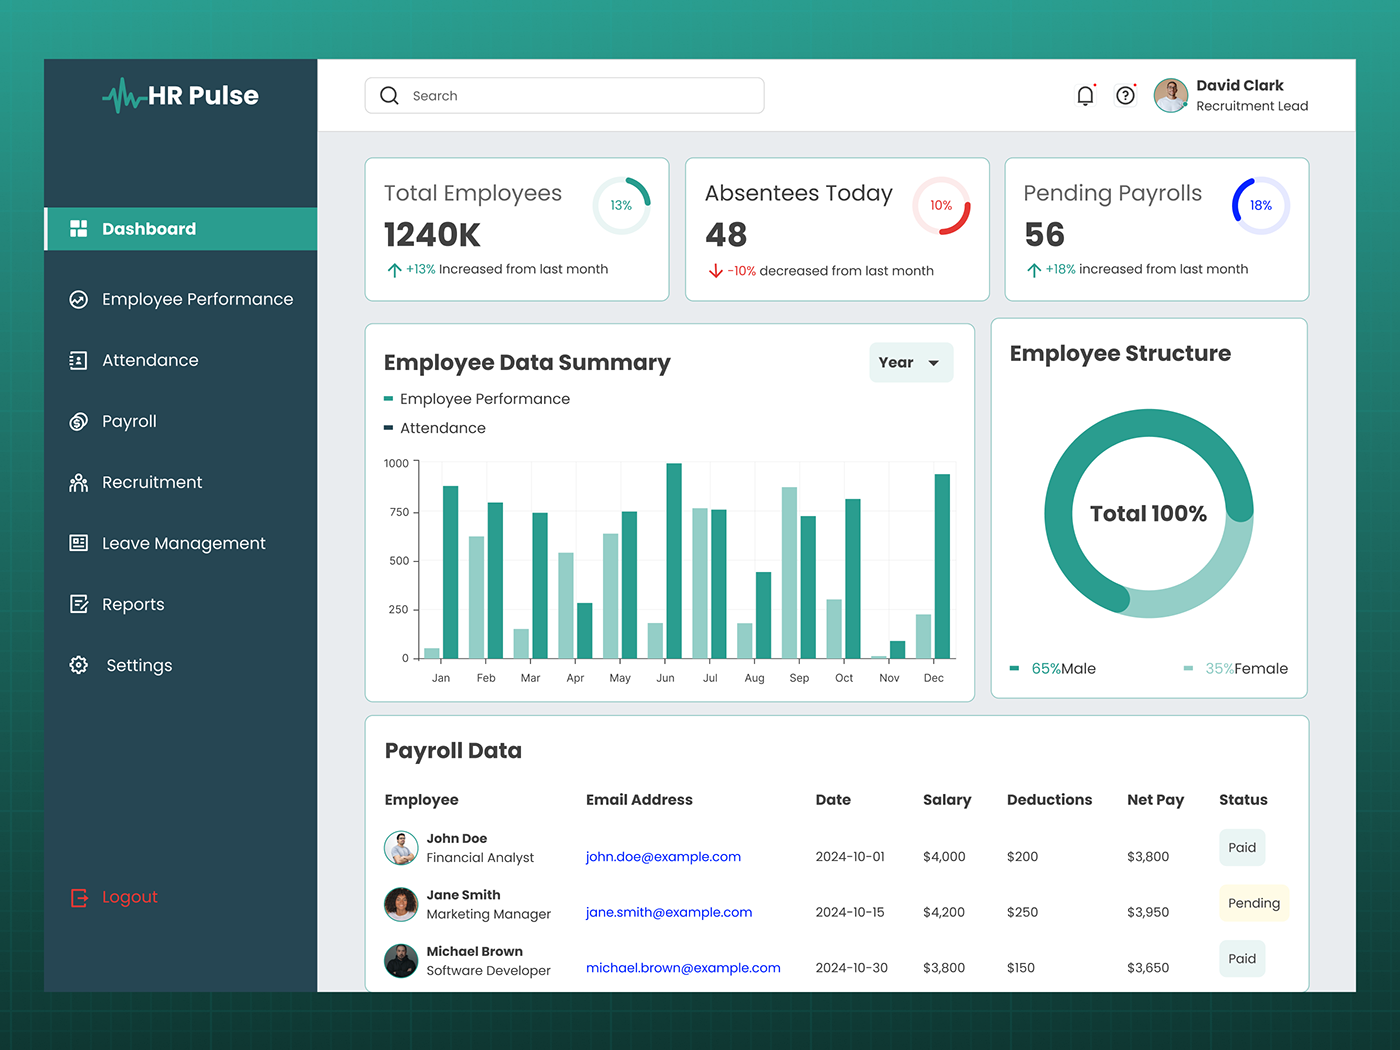 HR Pulse
Search
David Clark
Recruitment Lead
Dashboard
Employee Performance
Attendance
Payroll
Recruitment
Leave Management
Reports
Settings
Logout
Total Employees
13%
1240K
+13% Increased from last month
Absentees Today
10%
48
-10% decreased from last month
Pending Payrolls
18%
56
+18% increased from last month
Employee Data Summary
Year
Employee Performance
Attendance
1000
750
500
250
0
Jan Feb Mar Apr May Jun Jul Aug Sep Oct Nov Dec
Employee Structure
Total 100%
65%Male
35%Female
Payroll Data
Employee Email Address Date Salary Deductions Net Pay Status
John Doe
Financial Analyst
john.doe@example.com 2024-10-01 $4,000 $200 $3,800 Paid
Jane Smith
Marketing Manager
jane.smith@example.com 2024-10-15 $4,200 $250 $3,950 Pending
Michael Brown
Software Developer
michael.brown@example.com 2024-10-30 $3,800 $150 $3,650 Paid